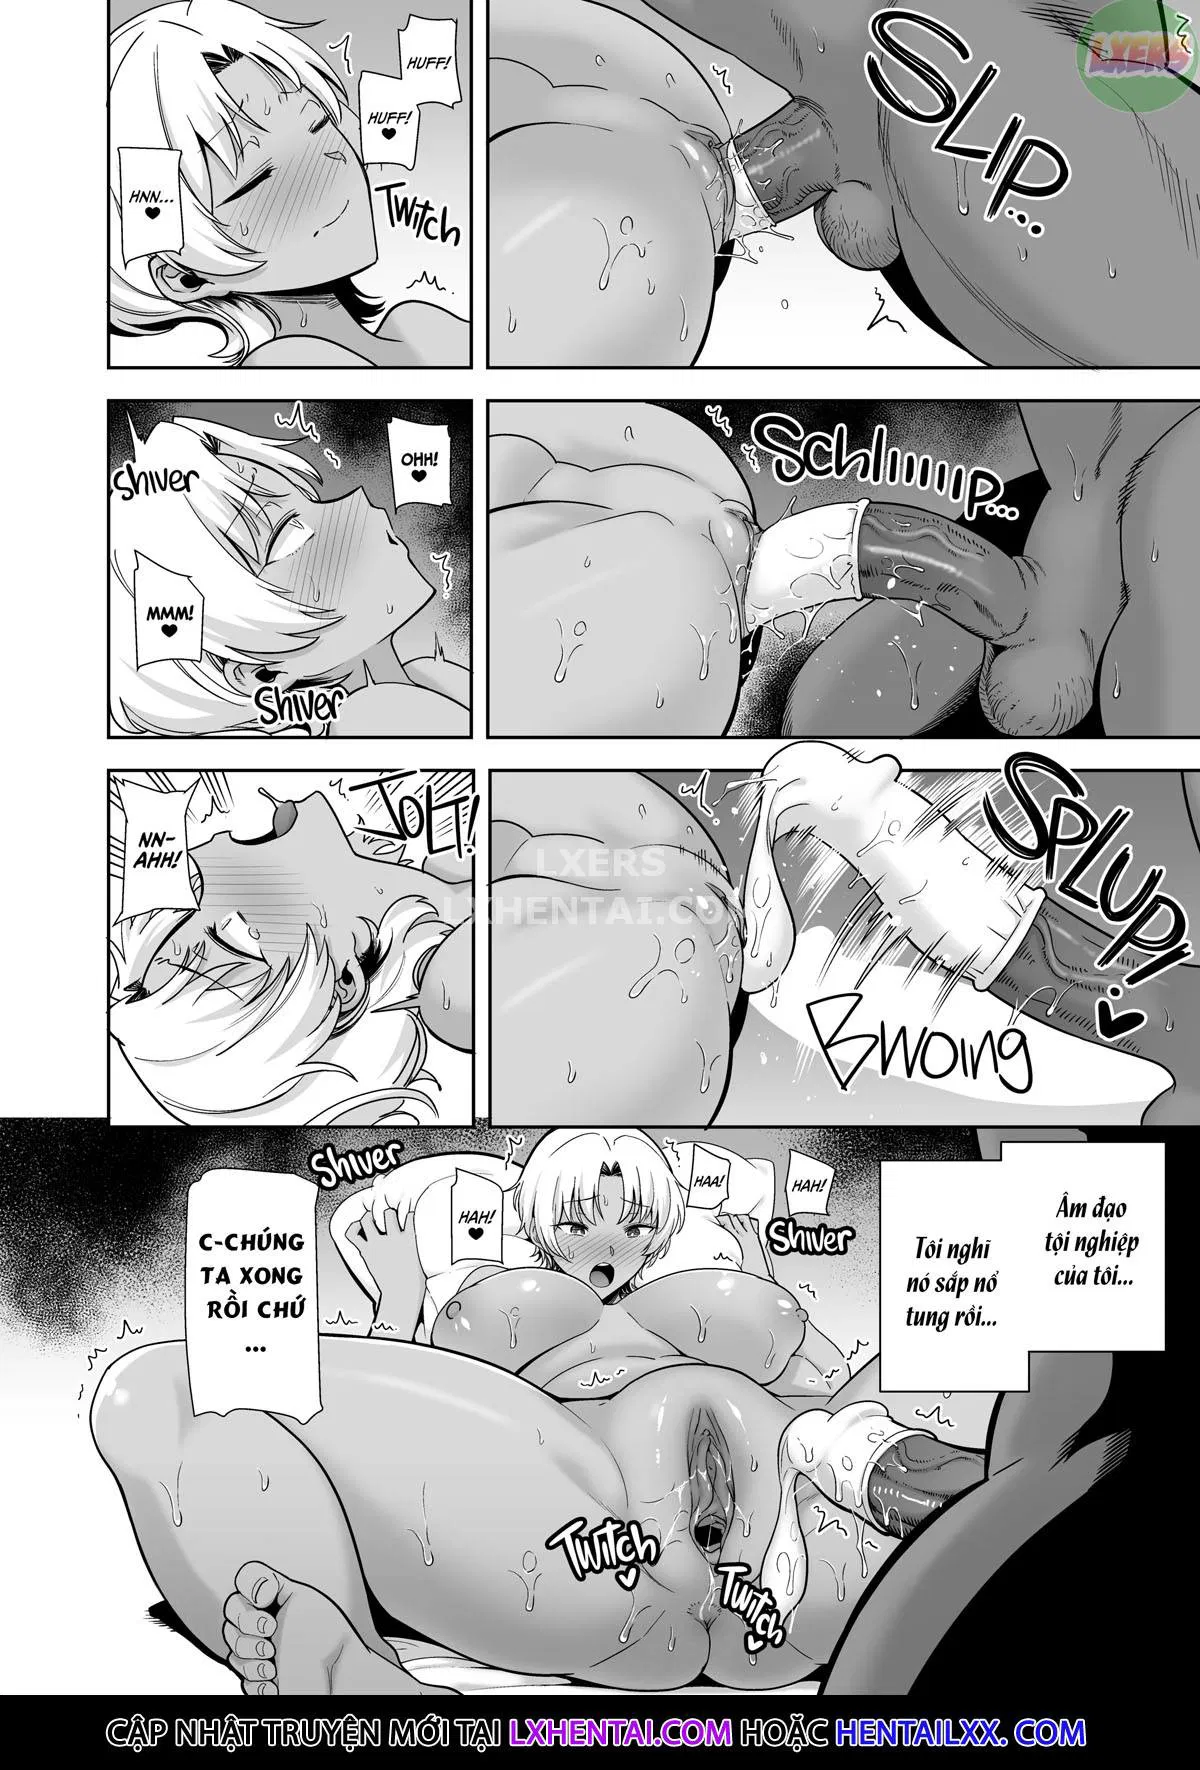 LXERS
HUFF!
HUFF!
HNN...
TWITCH
SLIP...
OHH!
SHIVER
MMM!
SHIVER
SCHLIIIIIIP...
NN-
AHH!
JOLT!
SPLUP!
BWOING
LXERS
LXHENTAI.COM
Âm đạo
tội nghiệp
của tôi...
Tôi nghĩ
nó sắp nổ
tung rồi...
HAH!
HAA!
HAH!
SHIVER
SHIVER
C-CHÚNG
TA XONG
RỒI CHỨ
...
TWITCH
TWITCH
CẬP NHẬT TRUYỆN MỚI TẠI LXHENTAI.COM HOẶC HENTAILXX. COM